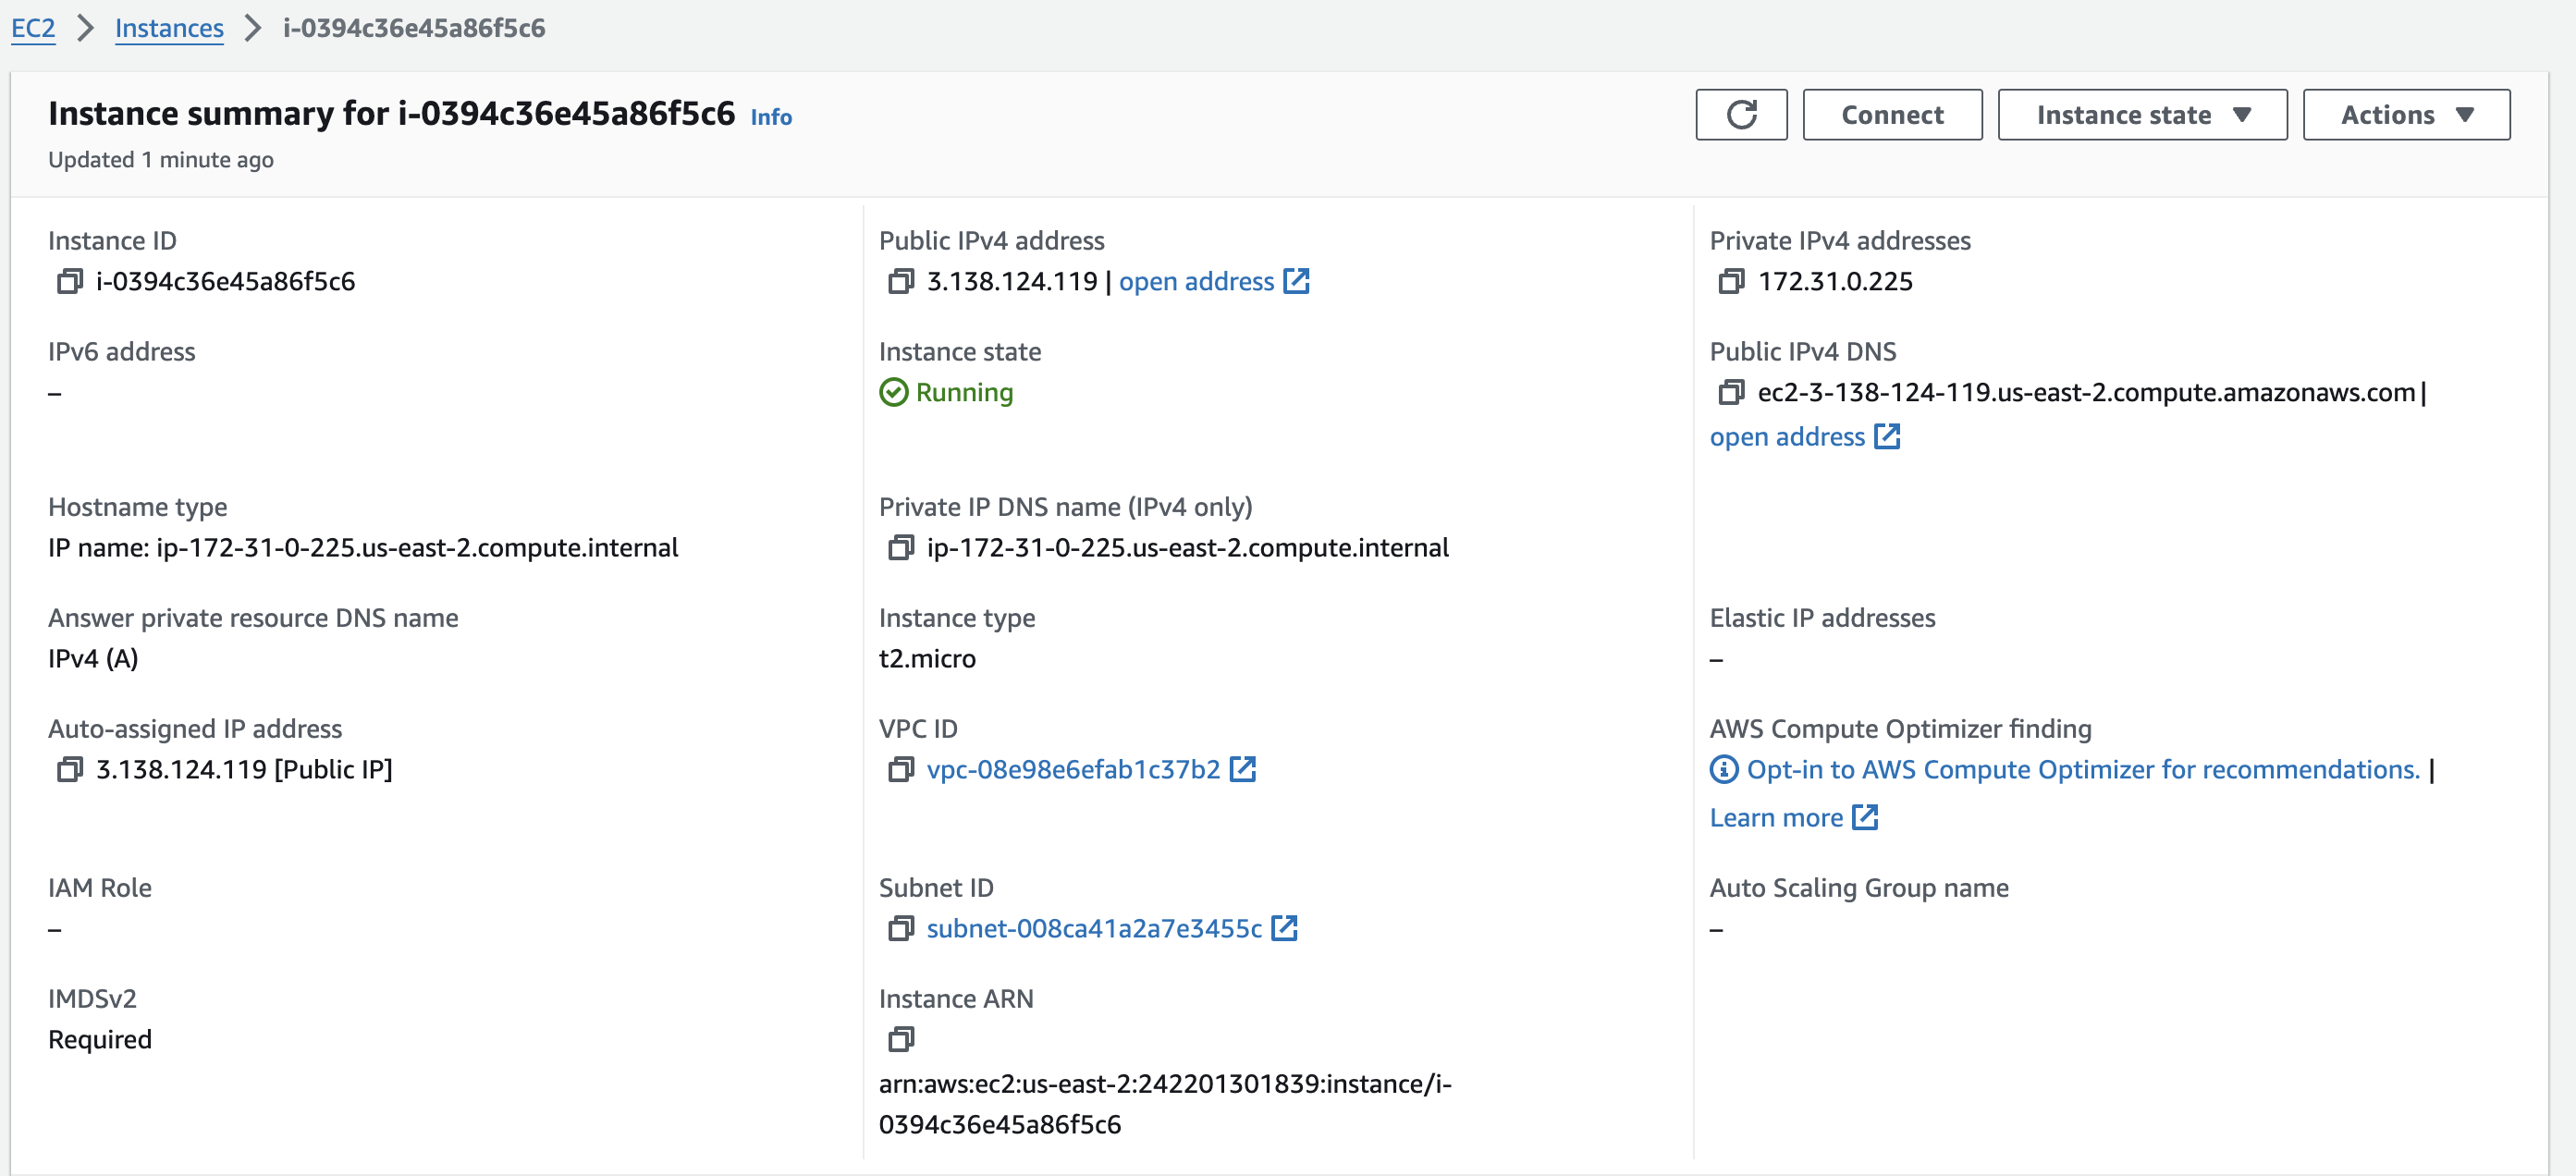 EC2 > Instances > i-0394c36e45a86f5c6
Instance summary for i-0394c36e45a86f5c6 Info
Updated 1 minute ago
Connect
Instance state
Actions
Instance ID
i-0394c36e45a86f5c6
Public IPv4 address
3.138.124.119 | open address
Private IPv4 addresses
172.31.0.225
IPv6 address
–
Instance state
Running
Public IPv4 DNS
ec2-3-138-124-119.us-east-2.compute.amazonaws.com |
open address
Hostname type
IP name: ip-172-31-0-225.us-east-2.compute.internal
Private IP DNS name (IPv4 only)
ip-172-31-0-225.us-east-2.compute.internal
Answer private resource DNS name
IPv4 (A)
Instance type
t2.micro
Elastic IP addresses
–
Auto-assigned IP address
3.138.124.119 [Public IP]
VPC ID
vpc-08e98e6efab1c37b2
AWS Compute Optimizer finding
Opt-in to AWS Compute Optimizer for recommendations. |
Learn more
IAM Role
–
Subnet ID
subnet-008ca41a2a7e3455c
Auto Scaling Group name
–
IMDSv2
Required
Instance ARN
arn:aws:ec2:us-east-2:242201301839:instance/i-
0394c36e45a86f5c6